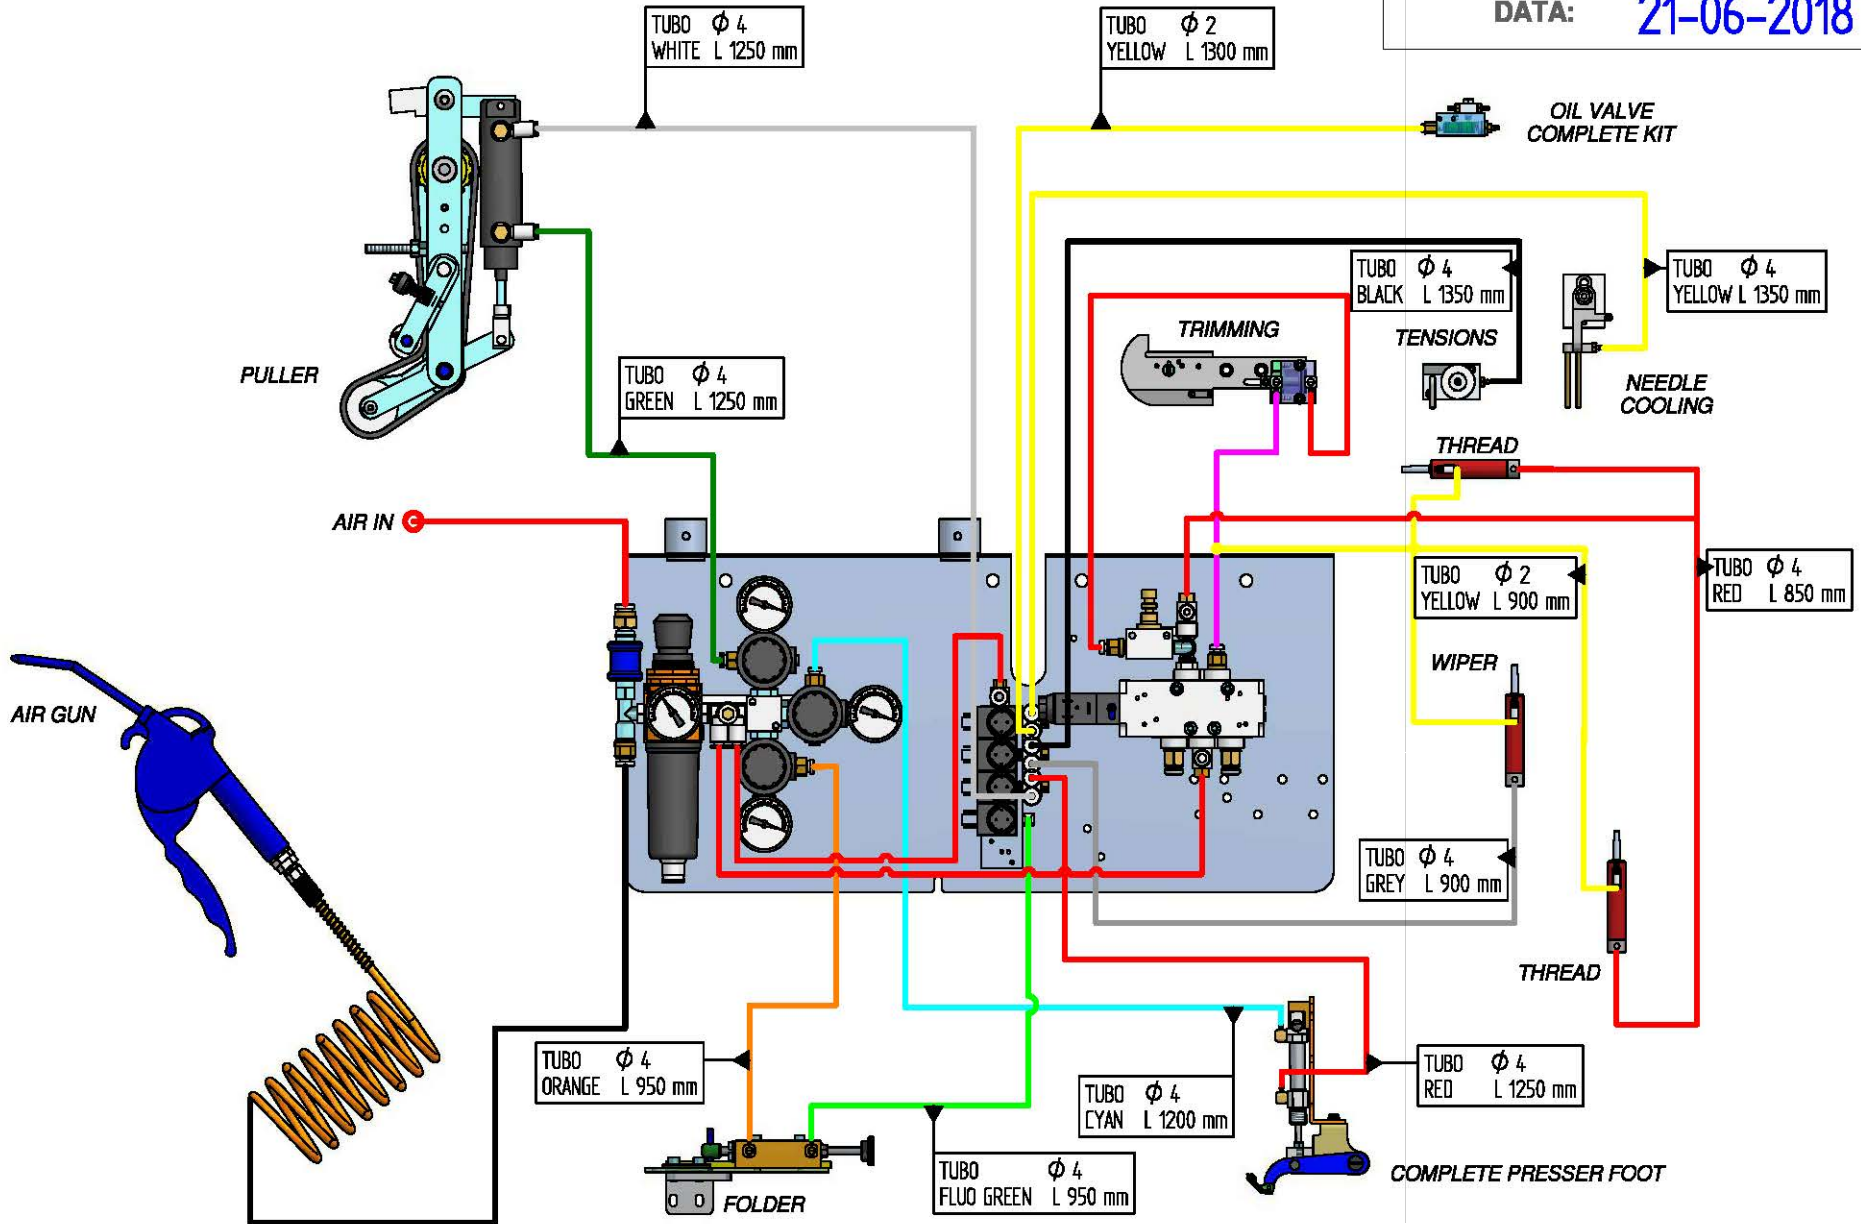 DATA: 21-06-2018
TUBO Ф 4
WHITE L 1250 mm
TUBO Ф 2
YELLOW L 1300 mm
OIL VALVE
COMPLETE KIT
TUBO Ф 4
BLACK L 1350 mm
TUBO Ф 4
YELLOW L 1350 mm
TRIMMING
TENSIONS
PULLER
TUBO Ф 4
GREEN L 1250 mm
NEEDLE
COOLING
THREAD
AIR IN
TUBO Ф 2
YELLOW L 900 mm
TUBO Ф 4
RED L 850 mm
WIPER
AIR GUN
TUBO Ф 4
GREY L 900 mm
THREAD
TUBO Ф 4
ORANGE L 950 mm
TUBO Ф 4
CYAN L 1200 mm
TUBO Ф 4
RED L 1250 mm
TUBO Ф 4
FLUO GREEN L 950 mm
COMPLETE PRESSER FOOT
FOLDER